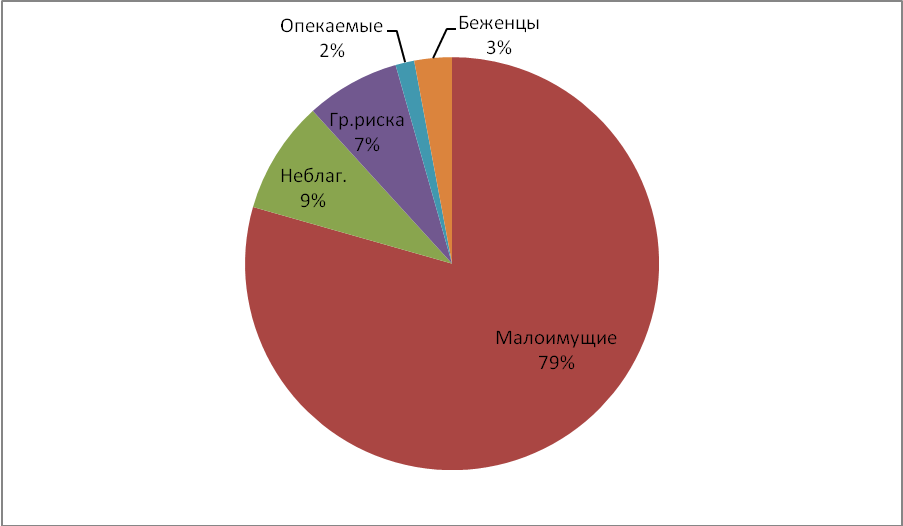 Опекаемые
2%
Беженцы
3%
Гр.риска
7%
Неблаг.
9%
Малоимущие
79%